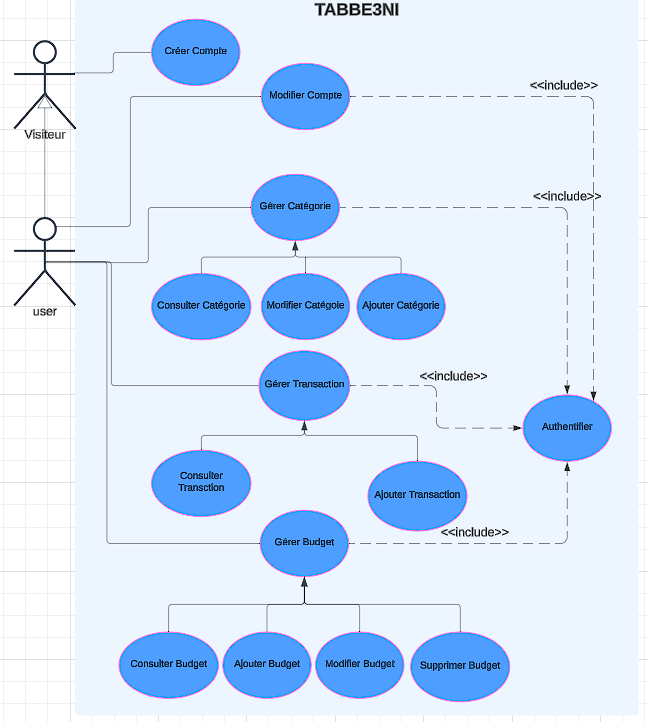 TABBE3NI
Créer Compte
Visiteur
Modifier Compte
<<include>>
Gérer Catégorie
<<include>>
user
Consulter Catégorie
Modifier Catégoie
Ajouter Catégorie
Gérer Transaction
<<include>>
Authentifier
Consulter
Transction
Ajouter Transaction
Gérer Budget
<<include>>
Consulter Budget
Ajouter Budget
Modifier Budget
Supprimer Budget